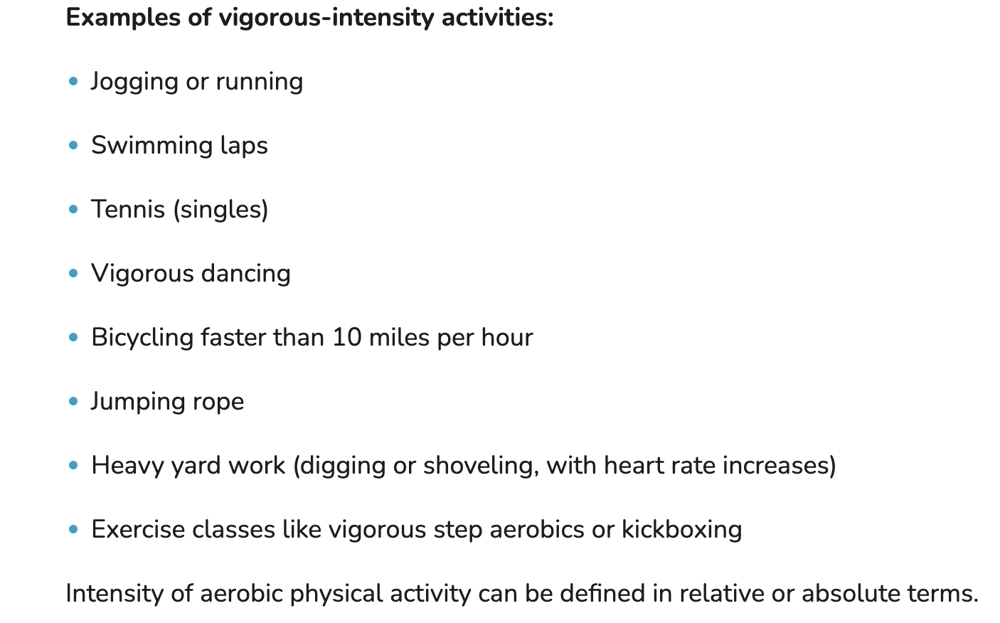 Examples of vigorous-intensity activities:
• Jogging or running
• Swimming laps
• Tennis (singles)
• Vigorous dancing
• Bicycling faster than 10 miles per hour
• Jumping rope
• Heavy yard work (digging or shoveling, with heart rate increases)
• Exercise classes like vigorous step aerobics or kickboxing
Intensity of aerobic physical activity can be defined in relative or absolute terms.